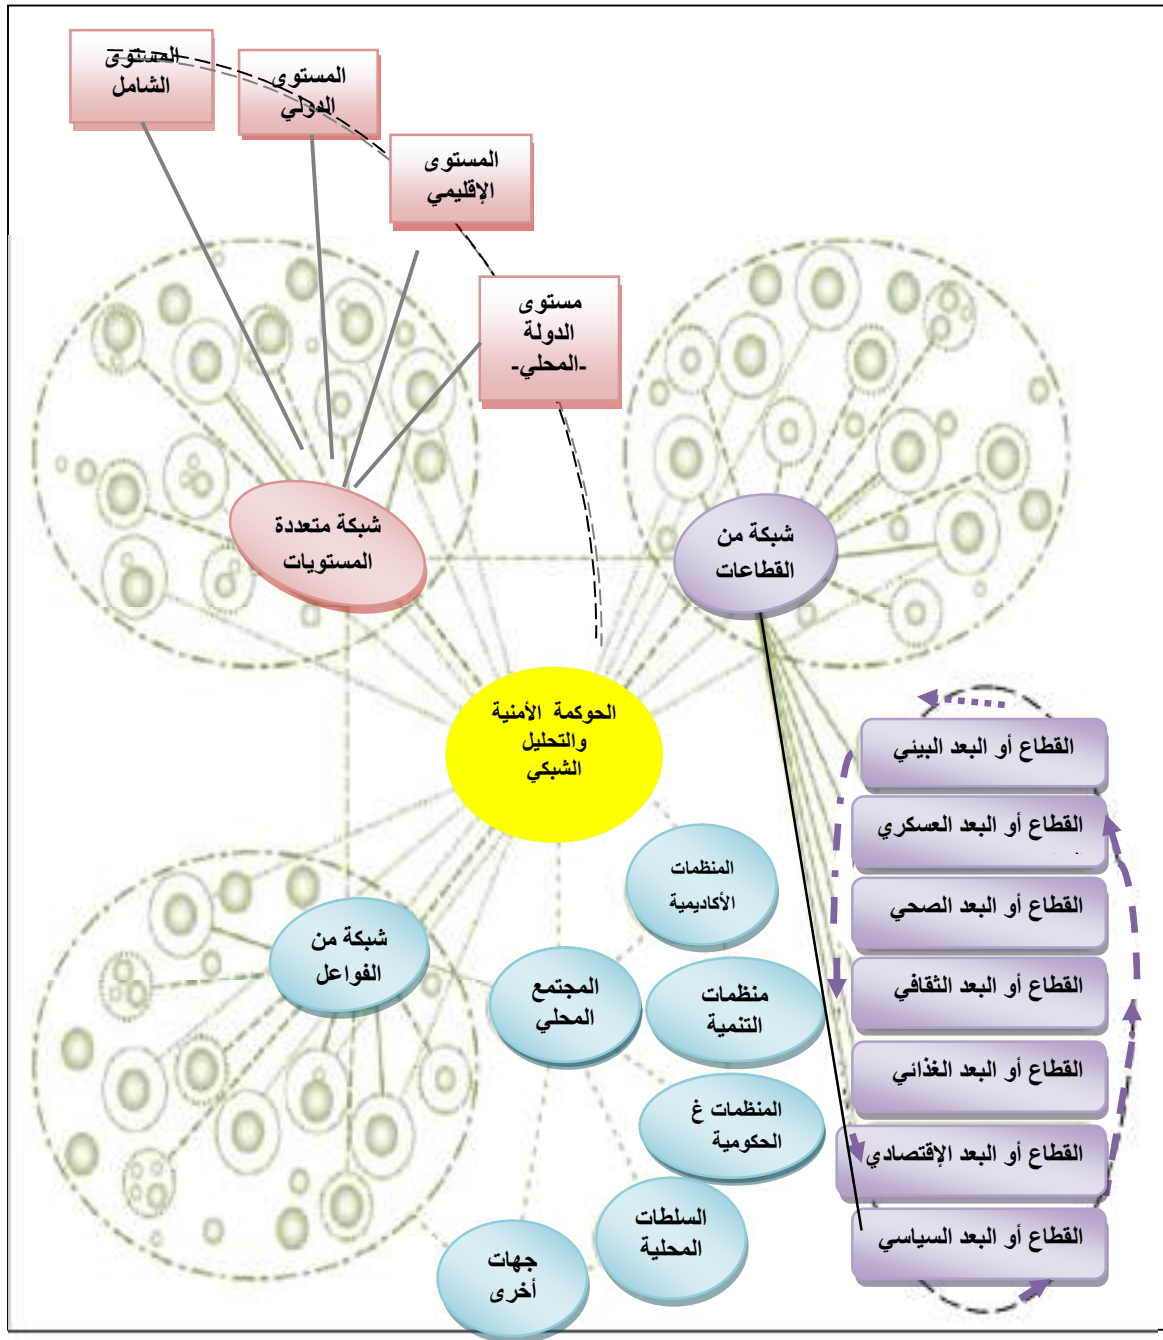 المستوى
الشامل
المستوى
الدولي
المستوى
الإقليمي
مستوى
الدولة
-المحلي-
شبكة متعددة
المستويات
شبكة من
القطاعات
الحوكمة الأمنية
والتحليل
الشبكي
القطاع أو البعد البيئي
القطاع أو البعد العسكري
القطاع أو البعد الصحي
القطاع أو البعد الثقافي
القطاع أو البعد الغذائي
القطاع أو البعد الإقتصادي
القطاع أو البعد السياسي
شبكة من
الفواعل
المنظمات
الأكاديمية
المجتمع
المحلي
منظمات
التنمية
المنظمات غ
الحكومية
السلطات
المحلية
جهات
أخرى